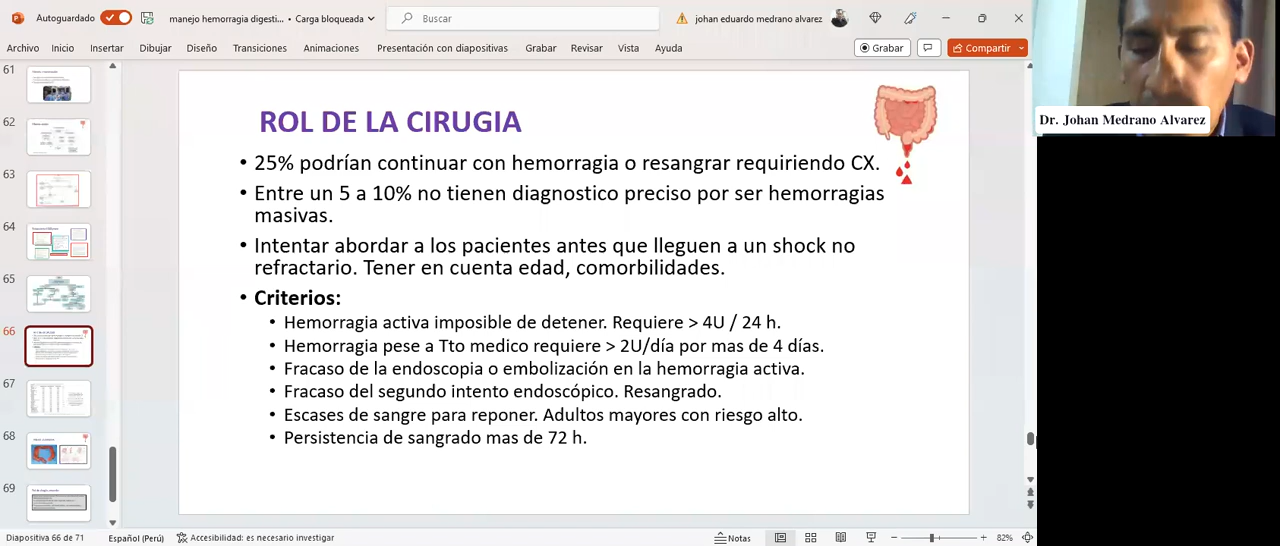 Autoguardado
manejo hemorragia digesti... • Carga bloqueada
Buscar
johan eduardo medrano alvarez
Archivo Inicio Insertar Dibujar Diseño Transiciones Animaciones Presentación con diapositivas Grabar Revisar Vista Ayuda
Grabar
Compartir
Dr. Johan Medrano Alvarez
61
62
63
64
65
66
67
68
69
ROL DE LA CIRUGIA
• 25% podrían continuar con hemorragia o resangrar requiriendo CX.
• Entre un 5 a 10% no tienen diagnostico preciso por ser hemorragias
masivas.
• Intentar abordar a los pacientes antes que lleguen a un shock no
refractario. Tener en cuenta edad, comorbilidades.
• Criterios:
• Hemorragia activa imposible de detener. Requiere > 4U / 24 h.
• Hemorragia pese a Tto medico requiere > 2U/día por mas de 4 días.
• Fracaso de la endoscopia o embolización en la hemorragia activa.
• Fracaso del segundo intento endoscópico. Resangrado.
• Escases de sangre para reponer. Adultos mayores con riesgo alto.
• Persistencia de sangrado mas de 72 h.
Diapositiva 66 de 71 Español (Perú) Accesibilidad: es necesario investigar
Notas
82%